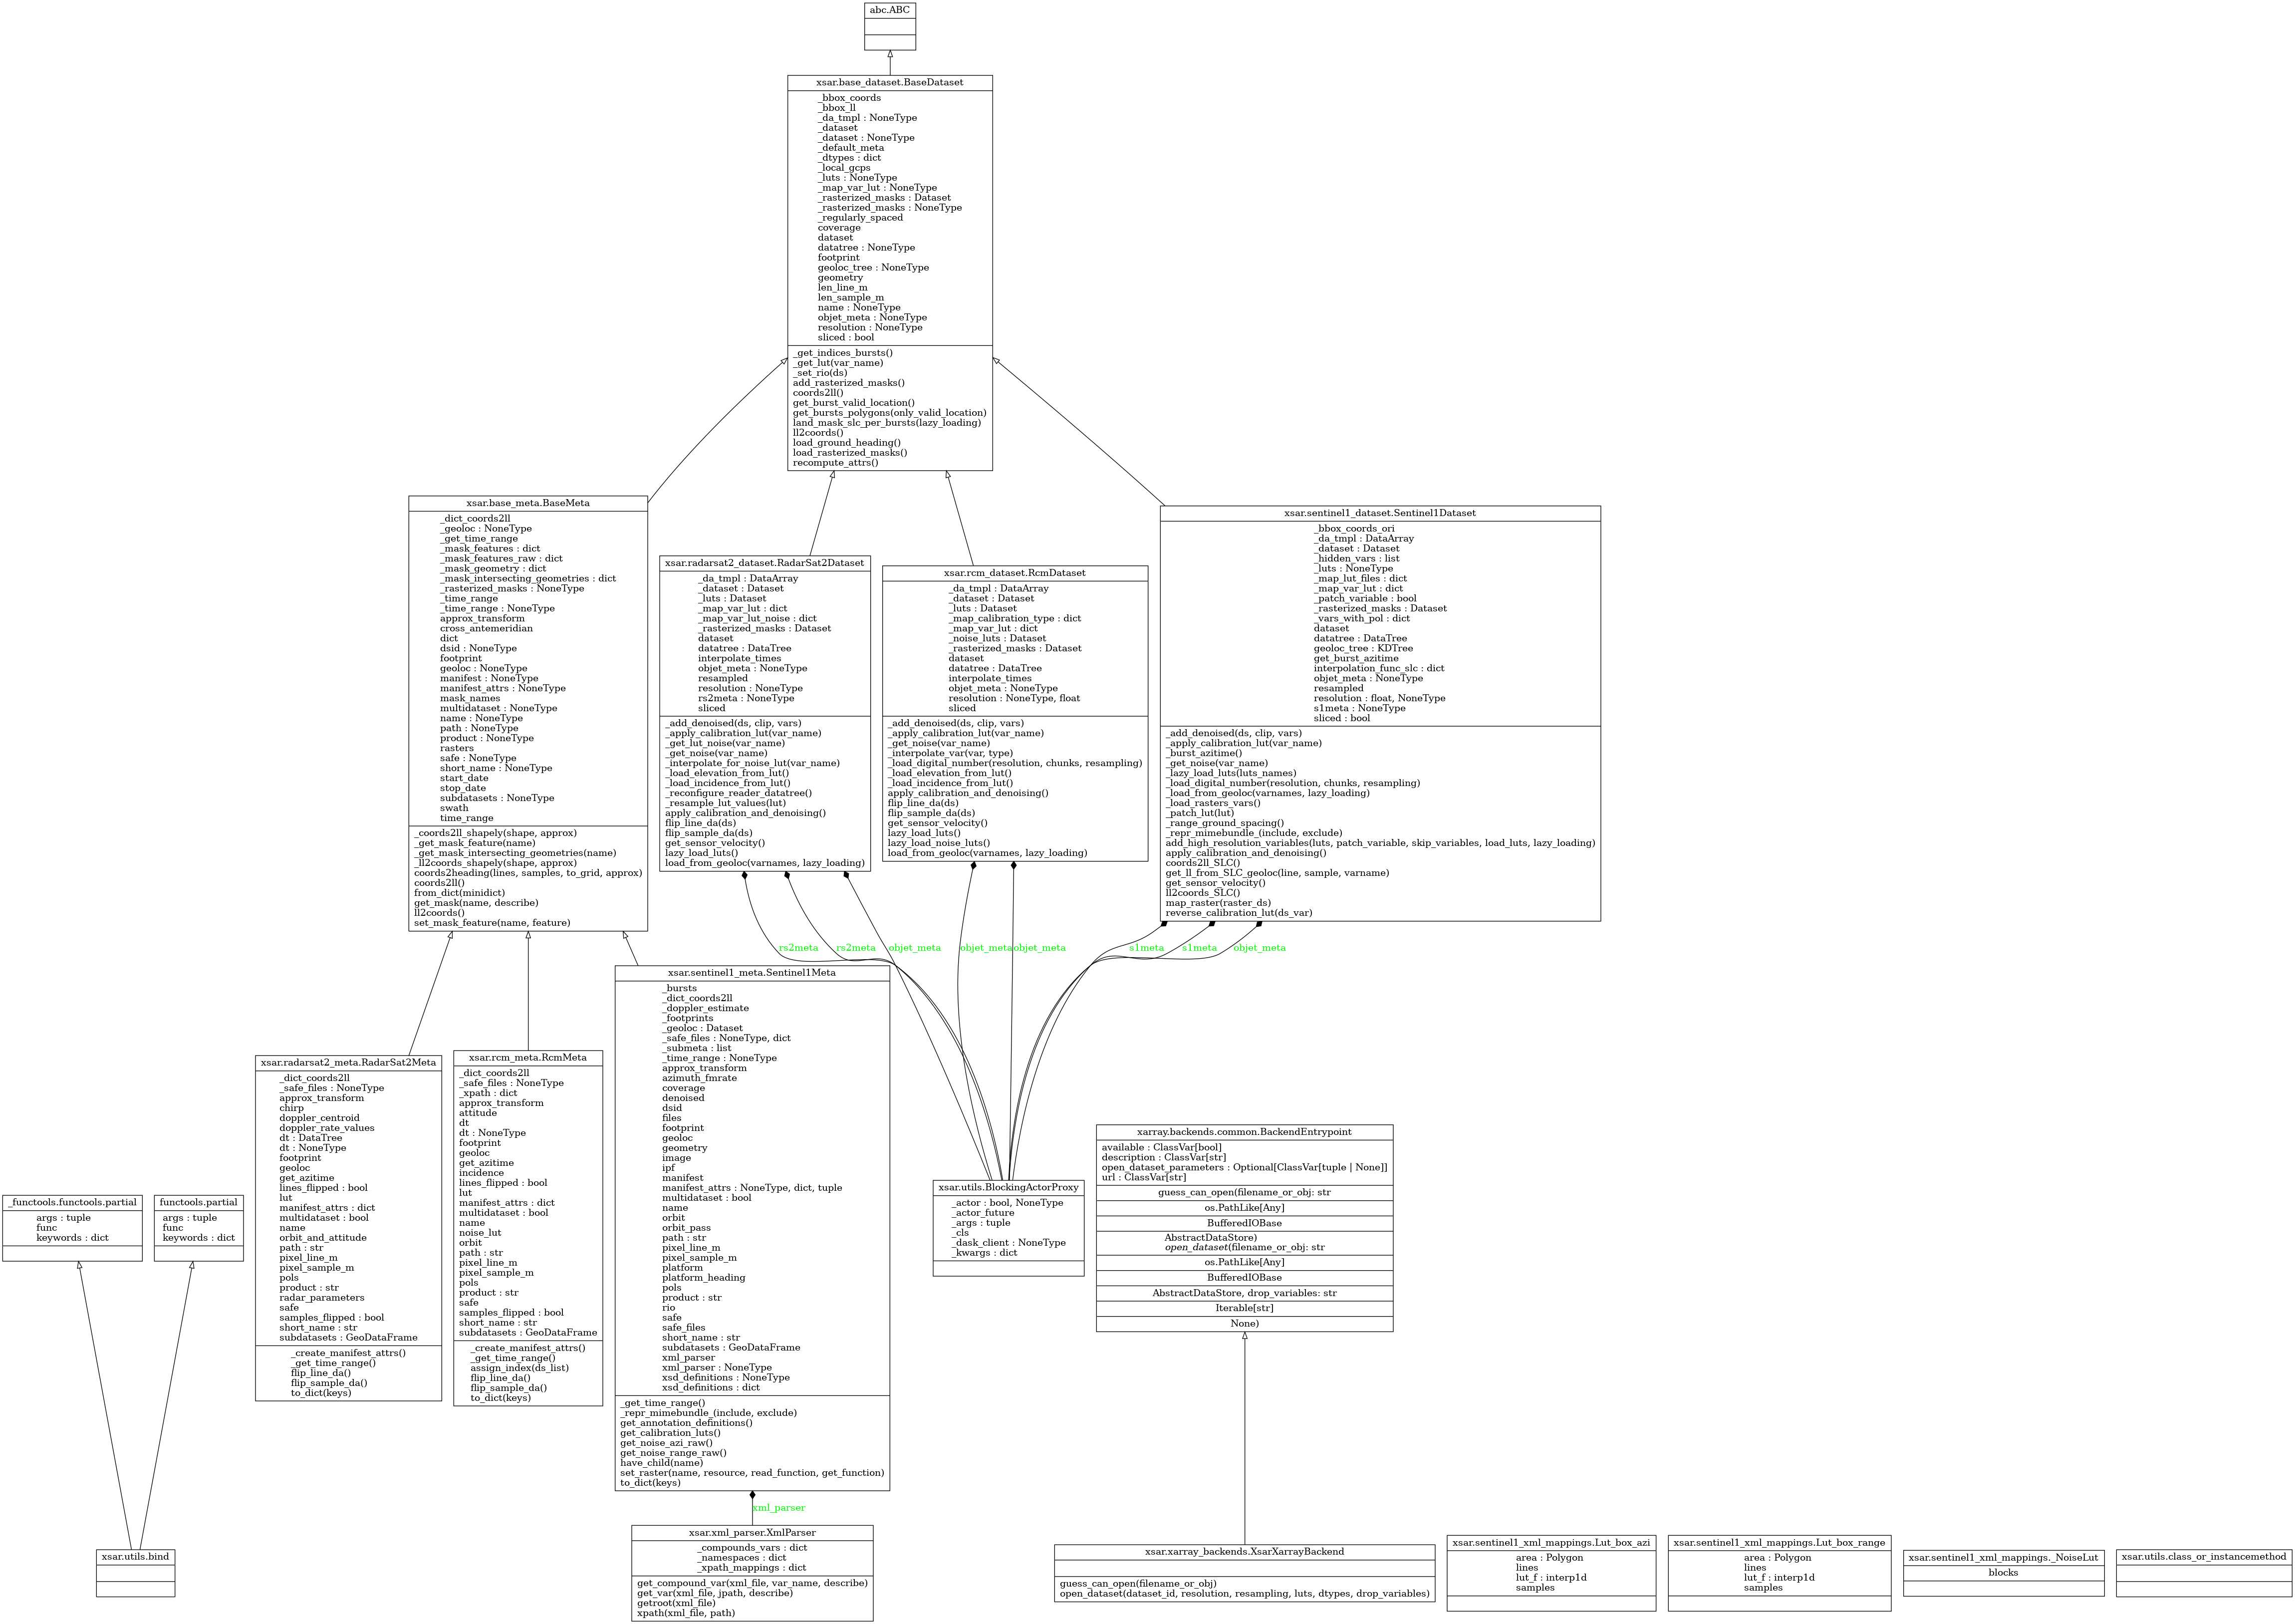 abc.ABC
xsar.base_dataset.BaseDataset
_bbox_coords
_bbox_ll
_da_tmpl : NoneType
_dataset
_dataset : NoneType
_default_meta
_dtypes : dict
_local_gcps
_luts : NoneType
_map_var_lut : NoneType
_rasterized_masks : Dataset
_rasterized_masks : NoneType
_regularly_spaced
coverage
dataset
datatree : NoneType
footprint
geoloc_tree : NoneType
geometry
len_line_m
len_sample_m
name : NoneType
objet_meta : NoneType
resolution : NoneType
sliced : bool
_get_indices_bursts()
_get_lut(var_name)
_set_rio(ds)
add_rasterized_masks()
coords2ll()
get_burst_valid_location()
get_bursts_polygons(only_valid_location)
land_mask_slc_per_bursts(lazy_loading)
ll2coords()
load_ground_heading()
load_rasterized_masks()
recompute_attrs()
xsar.base_meta.BaseMeta
_dict_coords2ll
_geoloc : NoneType
_get_time_range
_mask_features : dict
_mask_features_raw : dict
_mask_geometry : dict
_mask_intersecting_geometries : dict
_rasterized_masks : NoneType
_time_range
_time_range : NoneType
approx_transform
cross_antemeridian
dict
dsid : NoneType
footprint
geoloc : NoneType
manifest : NoneType
manifest_attrs : NoneType
mask_names
multidataset : NoneType
name : NoneType
path : NoneType
product : NoneType
rasters
safe : NoneType
short_name : NoneType
start_date
stop_date
subdatasets : NoneType
swath
time_range
_coords2ll_shapely(shape, approx)
_get_mask_feature(name)
_get_mask_intersecting_geometries(name)
_ll2coords_shapely(shape, approx)
coords2heading(lines, samples, to_grid, approx)
coords2ll()
from_dict(minidict)
get_mask(name, describe)
ll2coords()
set_mask_feature(name, feature)
xsar.radarsat2_dataset.RadarSat2Dataset
_da_tmpl : DataArray
_dataset : Dataset
_luts : Dataset
_map_var_lut : dict
_map_var_lut_noise : dict
_rasterized_masks : Dataset
dataset
datatree : DataTree
interpolate_times
objet_meta : NoneType
resampled
resolution : NoneType
rs2meta : NoneType
sliced
_add_denoised(ds, clip, vars)
_apply_calibration_lut(var_name)
_get_lut_noise(var_name)
_get_noise(var_name)
_interpolate_for_noise_lut(var_name)
_load_elevation_from_lut()
_load_incidence_from_lut()
_reconfigure_reader_datatree()
_resample_lut_values(lut)
apply_calibration_and_denoising()
flip_line_da(ds)
flip_sample_da(ds)
get_sensor_velocity()
lazy_load_luts()
load_from_geoloc(varnames, lazy_loading)
xsar.rcm_dataset.RcmDataset
_da_tmpl : DataArray
_dataset : Dataset
_luts : Dataset
_map_calibration_type : dict
_map_var_lut : dict
_noise_luts : Dataset
_rasterized_masks : Dataset
dataset
datatree : DataTree
interpolate_times
objet_meta : NoneType
resolution : NoneType, float
sliced
_add_denoised(ds, clip, vars)
_apply_calibration_lut(var_name)
_get_noise(var_name)
_interpolate_var(var, type)
_load_digital_number(resolution, chunks, resampling)
_load_elevation_from_lut()
_load_incidence_from_lut()
apply_calibration_and_denoising()
flip_line_da(ds)
flip_sample_da(ds)
get_sensor_velocity()
lazy_load_luts()
lazy_load_noise_luts()
load_from_geoloc(varnames, lazy_loading)
xsar.sentinel1_dataset.Sentinel1Dataset
_bbox_coords_ori
_da_tmpl : DataArray
_dataset : Dataset
_hidden_vars : list
_luts : NoneType
_map_lut_files : dict
_map_var_lut : dict
_patch_variable : bool
_rasterized_masks : Dataset
_vars_with_pol : dict
dataset
datatree : DataTree
geoloc_tree : KDTree
get_burst_azitime
interpolation_func_slc : dict
objet_meta : NoneType
resampled
resolution : float, NoneType
s1meta : NoneType
sliced : bool
_add_denoised(ds, clip, vars)
_apply_calibration_lut(var_name)
_burst_azitime()
_get_noise(var_name)
_lazy_load_luts(luts_names)
_load_digital_number(resolution, chunks, resampling)
_load_from_geoloc(varnames, lazy_loading)
_load_rasters_vars()
_patch_lut(lut)
_range_ground_spacing()
_repr_mimebundle_(include, exclude)
add_high_resolution_variables(luts, patch_variable, skip_variables, load_luts, lazy_loading)
apply_calibration_and_denoising()
coords2ll_SLC()
get_ll_from_SLC_geoloc(line, sample, varname)
get_sensor_velocity()
ll2coords_SLC()
map_raster(raster_ds)
reverse_calibration_lut(ds_var)
rs2meta
rs2meta
objet_meta
objet_meta
objet_meta
s1meta
s1meta
objet_meta
xsar.radarsat2_meta.RadarSat2Meta
_dict_coords2ll
_safe_files : NoneType
approx_transform
chirp
doppler_centroid
doppler_rate_values
dt : DataTree
dt : NoneType
footprint
geoloc
get_azitime
lines_flipped : bool
lut
manifest_attrs : dict
multidataset : bool
name
orbit_and_attitude
path : str
pixel_line_m
pixel_sample_m
pols
product : str
radar_parameters
safe
samples_flipped : bool
short_name : str
subdatasets : GeoDataFrame
_create_manifest_attrs()
_get_time_range()
flip_line_da()
flip_sample_da()
to_dict(keys)
xsar.rcm_meta.RcmMeta
_dict_coords2ll
_safe_files : NoneType
_xpath : dict
approx_transform
attitude
dt
dt : NoneType
footprint
geoloc
get_azitime
incidence
lines_flipped : bool
lut
manifest_attrs : dict
multidataset : bool
name
noise_lut
orbit
path : str
pixel_line_m
pixel_sample_m
pols
product : str
safe
samples_flipped : bool
short_name : str
subdatasets : GeoDataFrame
_create_manifest_attrs()
_get_time_range()
assign_index(ds_list)
flip_line_da()
flip_sample_da()
to_dict(keys)
xsar.sentinel1_meta.Sentinel1Meta
_bursts
_dict_coords2ll
_doppler_estimate
_footprints
_geoloc : Dataset
_safe_files : NoneType, dict
_submeta : list
_time_range : NoneType
approx_transform
azimuth_fmrate
coverage
denoised
dsid
files
footprint
geoloc
geometry
image
ipf
manifest
manifest_attrs : NoneType, dict, tuple
multidataset : bool
name
orbit
orbit_pass
path : str
pixel_line_m
pixel_sample_m
platform
platform_heading
pols
product : str
rio
safe
safe_files
short_name : str
subdatasets : GeoDataFrame
xml_parser
xml_parser : NoneType
xsd_definitions : NoneType
xsd_definitions : dict
_get_time_range()
_repr_mimebundle_(include, exclude)
get_annotation_definitions()
get_calibration_luts()
get_noise_azi_raw()
get_noise_range_raw()
have_child(name)
set_raster(name, resource, read_function, get_function)
to_dict(keys)
xsar.utils.BlockingActorProxy
_actor : bool, NoneType
_actor_future
_args : tuple
_cls
_dask_client : NoneType
_kwargs : dict
xarray.backends.common.BackendEntrypoint
available : ClassVar[bool]
description : ClassVar[str]
open_dataset_parameters : Optional[ClassVar[tuple | None]]
url : ClassVar[str]
guess_can_open(filename_or_obj: str
os.PathLike[Any]
BufferedIOBase
AbstractDataStore)
open_dataset(filename_or_obj: str
os.PathLike[Any]
BufferedIOBase
AbstractDataStore, drop_variables: str
Iterable[str]
None)
_functools.functools.partial
args : tuple
func
keywords : dict
functools.partial
args : tuple
func
keywords : dict
xml_parser
xsar.utils.bind
xsar.xml_parser.XmlParser
_compounds_vars : dict
_namespaces : dict
_xpath_mappings : dict
get_compound_var(xml_file, var_name, describe)
get_var(xml_file, jpath, describe)
getroot(xml_file)
xpath(xml_file, path)
xsar.xarray_backends.XsarXarrayBackend
guess_can_open(filename_or_obj)
open_dataset(dataset_id, resolution, resampling, luts, dtypes, drop_variables)
xsar.sentinel1_xml_mappings.Lut_box_azi
area : Polygon
lines
lut_f : interp1d
samples
xsar.sentinel1_xml_mappings.Lut_box_range
area : Polygon
lines
lut_f : interp1d
samples
xsar.sentinel1_xml_mappings._NoiseLut
blocks
xsar.utils.class_or_instancemethod